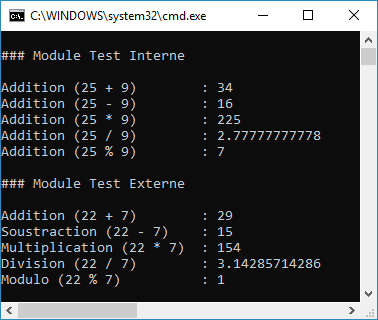 C:\WINDOWS\system32\cmd.exe
### Module Test Interne
Addition (25 + 9) : 34
Addition (25 - 9) : 16
Addition (25 * 9) : 225
Addition (25 / 9) : 2.77777777778
Addition (25 % 9) : 7
### Module Test Externe
Addition (22 + 7) : 29
Soustraction (22 - 7) : 15
Multiplication (22 * 7) : 154
Division (22 / 7) : 3.14285714286
Modulo (22 % 7) : 1